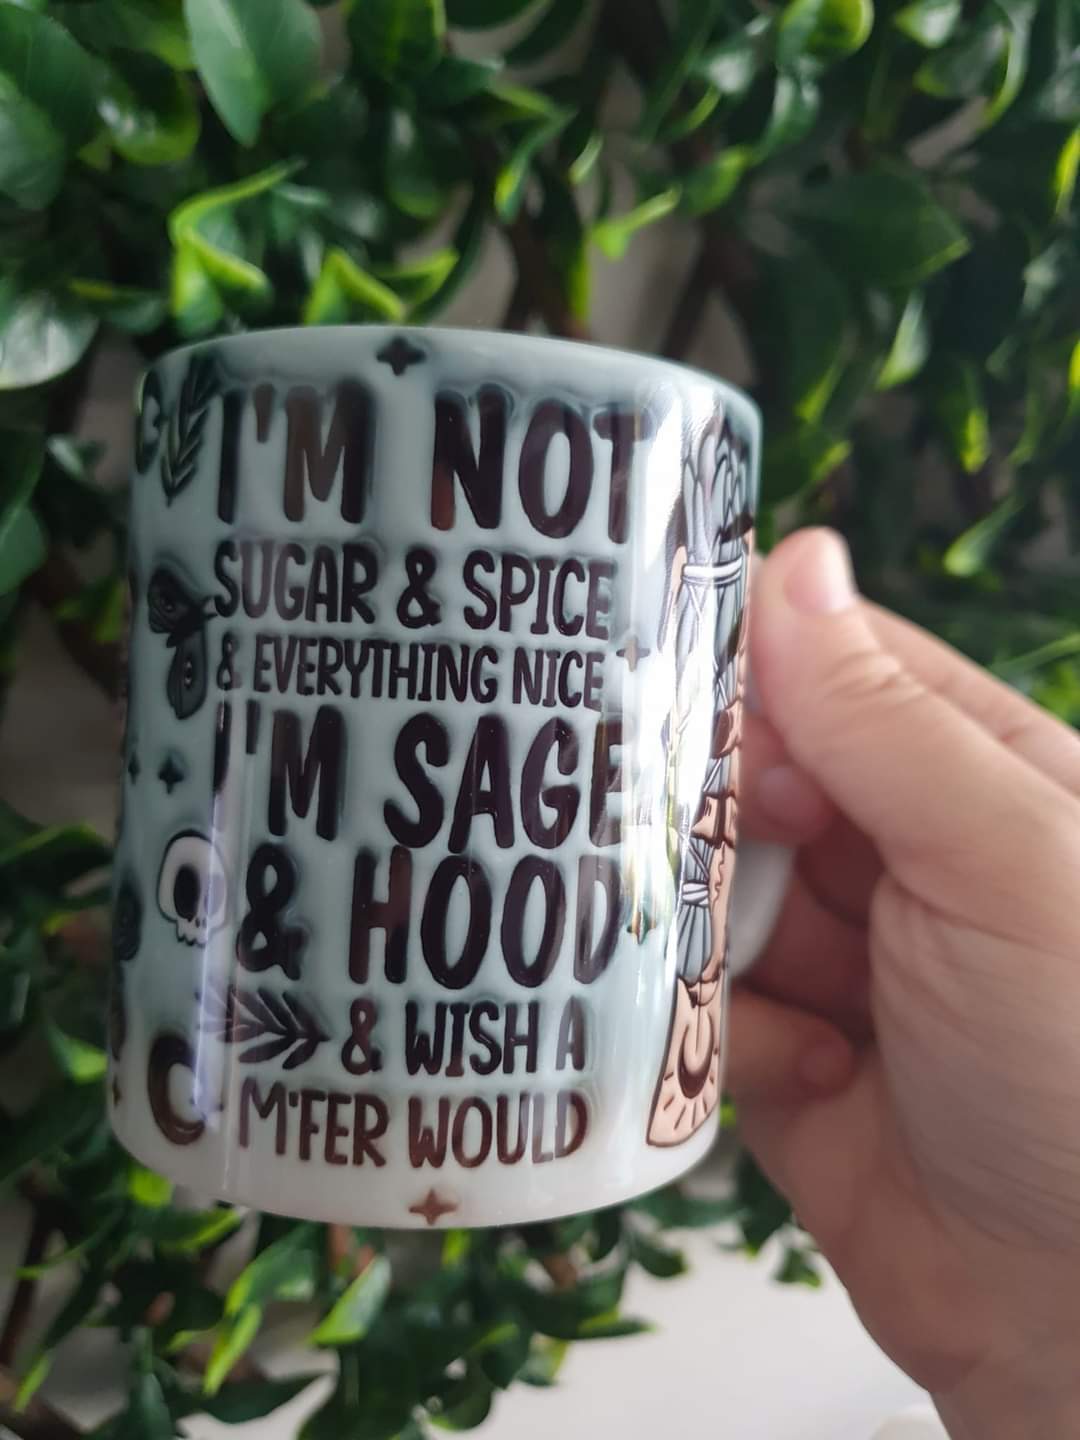 I'M NOT
SUGAR & SPICE
& EVERYTHING NICE
I'M SAGE
& HOOD
& WISH A
M'FER WOULD